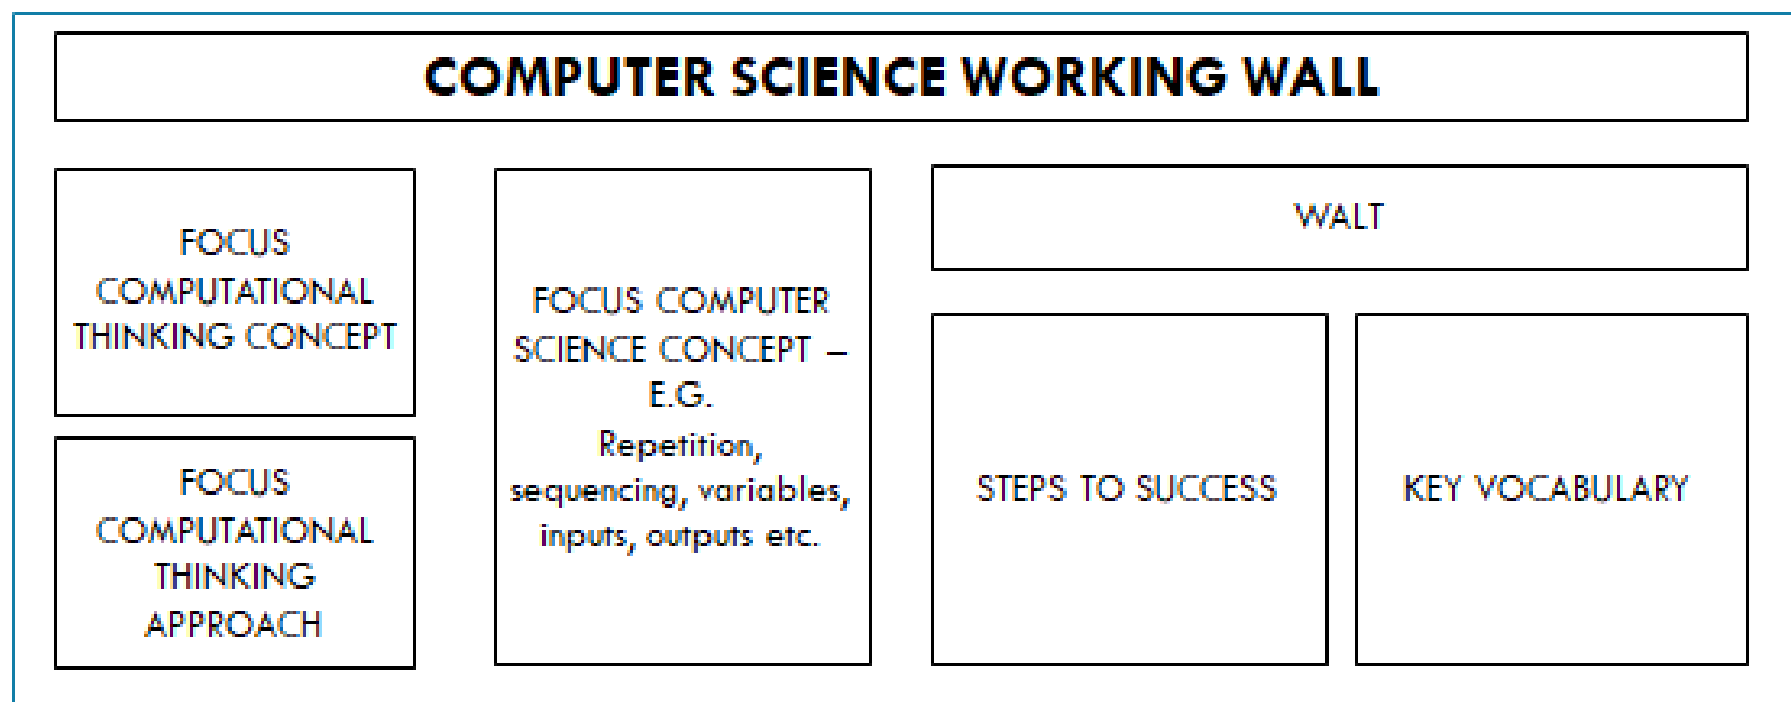 COMPUTER SCIENCE WORKING WALL
FOCUS
COMPUTATIONAL
THINKING CONCEPT
FOCUS
COMPUTATIONAL
THINKING
APPROACH
FOCUS COMPUTER
SCIENCE CONCEPT –
E.G.
Repetition,
sequencing, variables,
inputs, outputs etc.
WALT
STEPS TO SUCCESS
KEY VOCABULARY